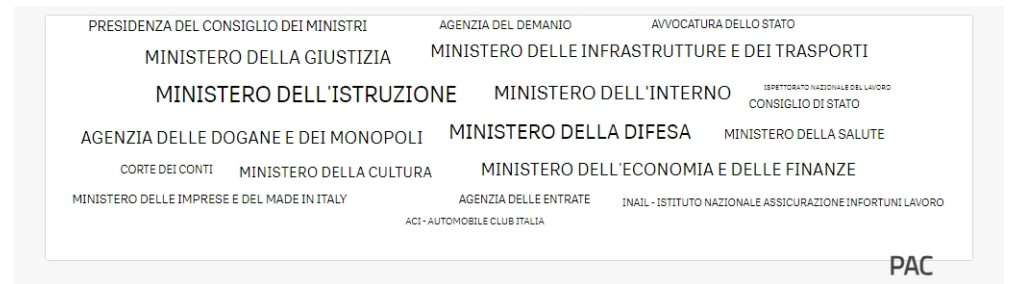 PRESIDENZA DEL CONSIGLIO DEI MINISTRI
AGENZIA DEL DEMANIO
AVVOCATURA DELLO STATO
MINISTERO DELLA GIUSTIZIA
MINISTERO DELLE INFRASTRUTTURE E DEI TRASPORTI
MINISTERO DELL'ISTRUZIONE
MINISTERO DELL'INTERNO
ISPETTORATO NAZIONALE DEL LAVORO
CONSIGLIO DI STATO
AGENZIA DELLE DOGANE E DEI MONOPOLI
MINISTERO DELLA DIFESA
MINISTERO DELLA SALUTE
CORTE DEI CONTI
MINISTERO DELLA CULTURA
MINISTERO DELL'ECONOMIA E DELLE FINANZE
MINISTERO DELLE IMPRESE E DEL MADE IN ITALY
AGENZIA DELLE ENTRATE
INAIL - ISTITUTO NAZIONALE ASSICURAZIONE INFORTUNI LAVORO
ACI - AUTOMOBILE CLUB ITALIA
PAC